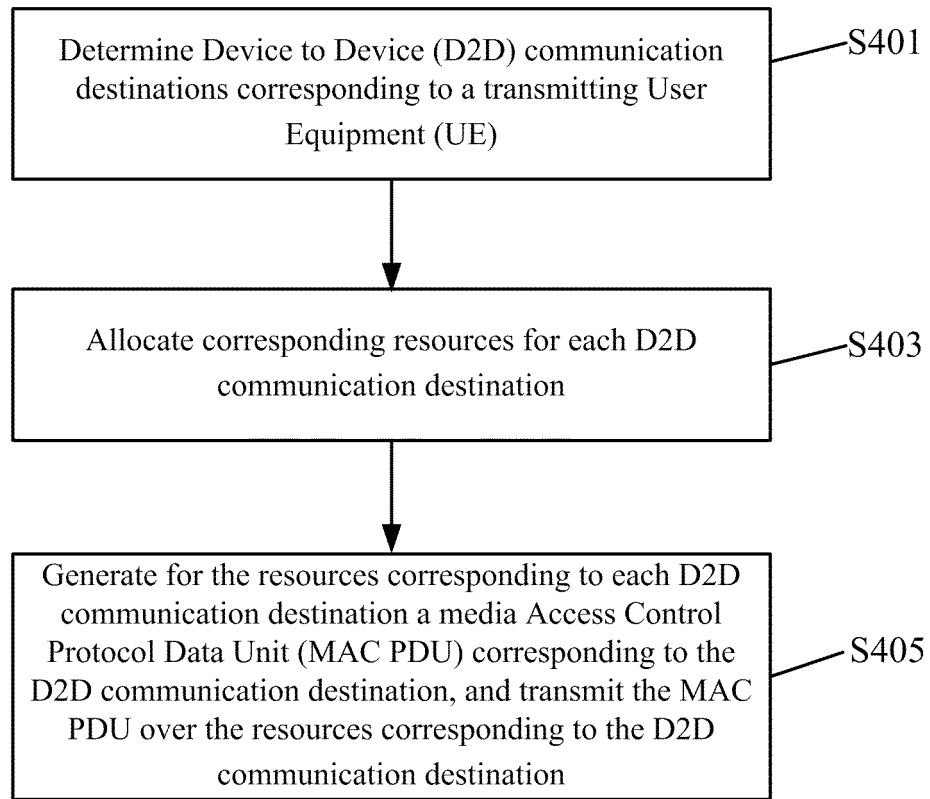 Determine Device to Device (D2D) communication
destinations corresponding to a transmitting User
Equipment (UE)
S401
Allocate corresponding resources for each D2D
communication destination
S403
Generate for the resources corresponding to each D2D
communication destination a media Access Control
Protocol Data Unit (MAC PDU) corresponding to the
D2D communication destination, and transmit the MAC
PDU over the resources corresponding to the D2D
communication destination
S405